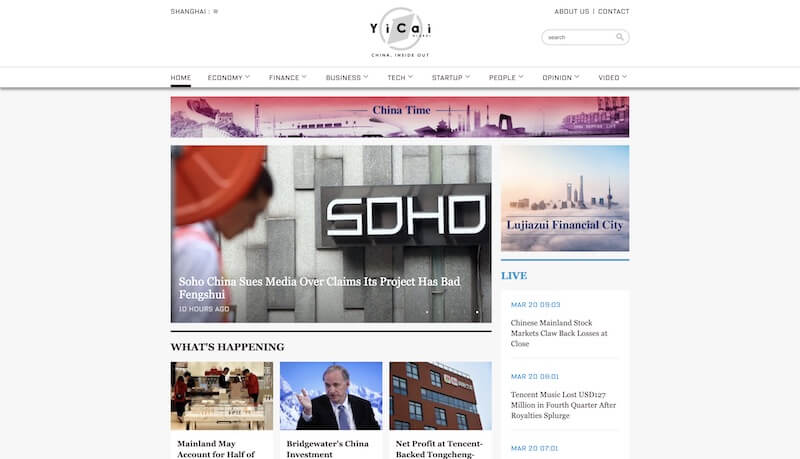 SHANGHAI :
ABOUT US | CONTACT
YiCai
GLOBAL
CHINA, INSIDE OUT
search
HOME
ECONOMY
FINANCE
BUSINESS
TECH
STARTUP
PEOPLE
OPINION
VIDEO
China Time
SOHO
Soho China Sues Media Over Claims Its Project Has Bad
Fengshui
10 HOURS AGO
Lujiazui Financial City
LIVE
MAR 20 09:03
Chinese Mainland Stock
Markets Claw Back Losses at
Close
MAR 20 09:01
Tencent Music Lost USD127
Million in Fourth Quarter After
Royalties Splurge
MAR 20 07:01
WHAT'S HAPPENING
Mainland May
Account for Half of
Bridgewater's China
Investment
Net Profit at Tencent-
Backed Tongcheng-